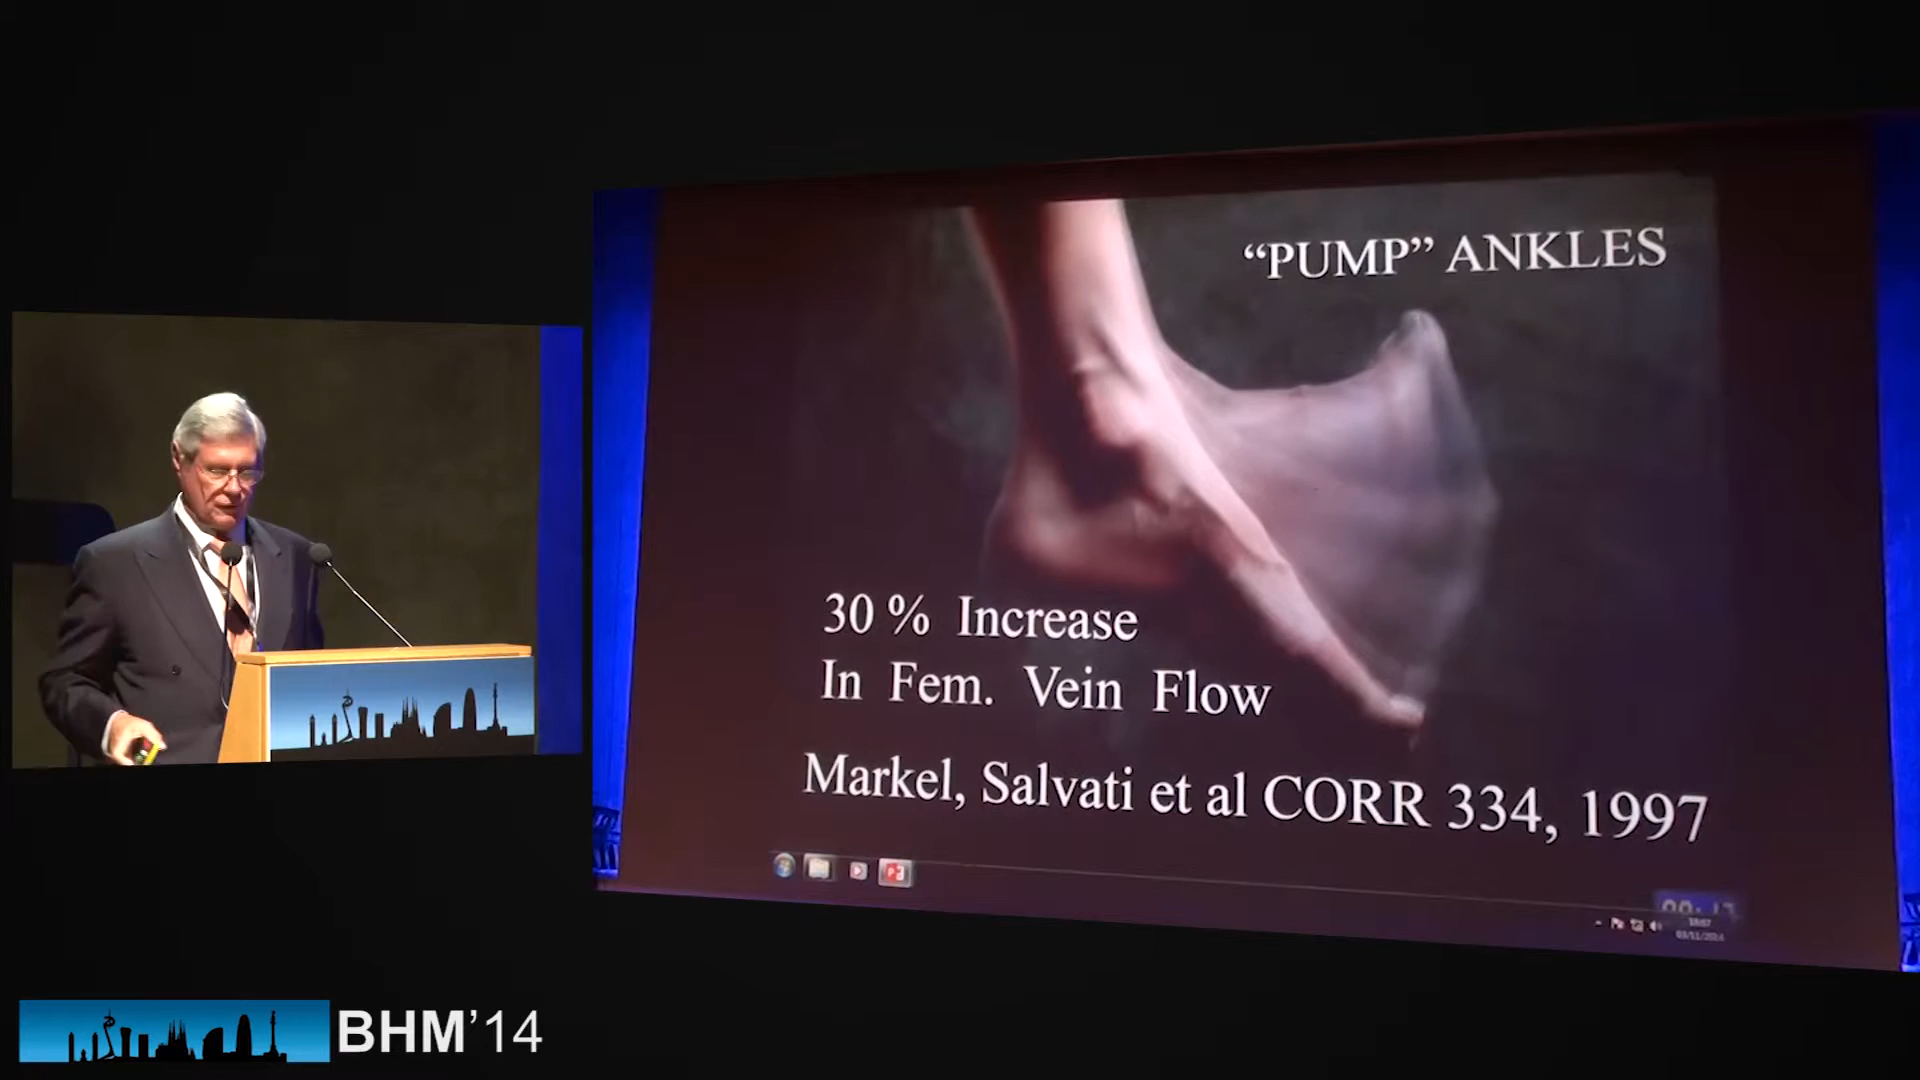 “PUMP” ANKLES
30 % Increase
In Fem. Vein Flow
Markel, Salvati et al CORR 334, 1997
BHM’14